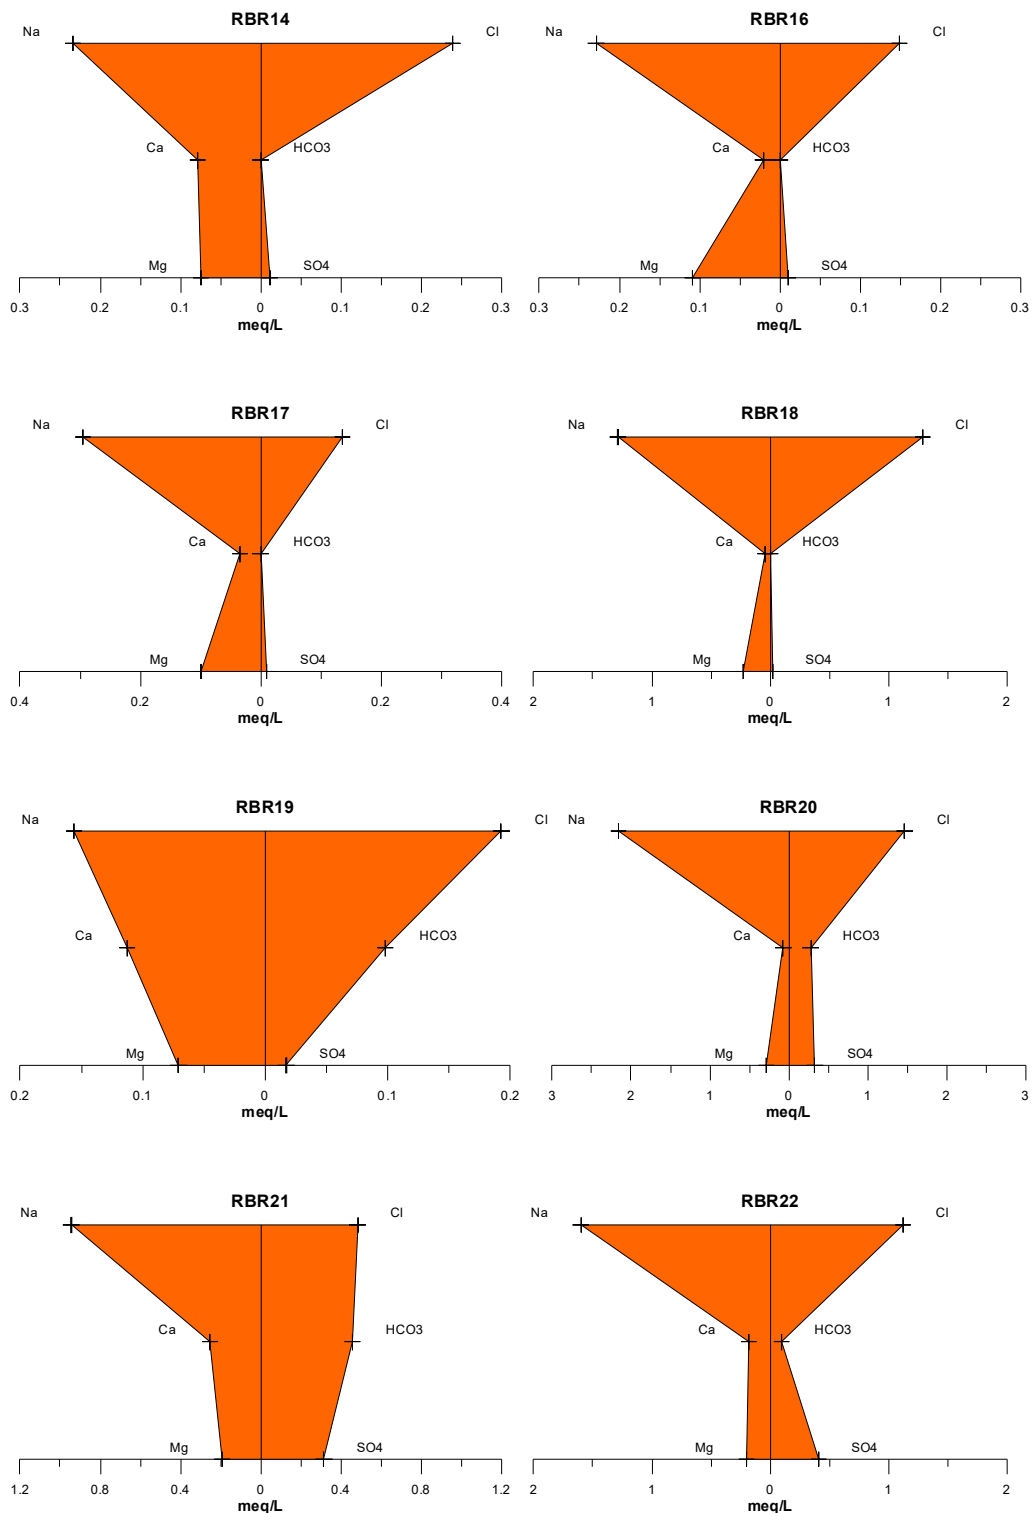 RBR14
RBR16
Na
Cl
Na
Cl
Ca
HCO3
Ca
HCO3
Mg
SO4
Mg
SO4
0.3 0.2 0.1 0 0.1 0.2 0.3
0.3 0.2 0.1 0 0.1 0.2 0.3
meq/L
meq/L
RBR17
RBR18
Na
Cl
Na
Cl
Ca
HCO3
Ca
HCO3
Mg
SO4
Mg
SO4
0.4 0.2 0 0.2 0.4
2 1 0 1 2
meq/L
meq/L
RBR19
RBR20
Na
Cl
Na
Cl
Ca
HCO3
Ca
HCO3
Mg
SO4
Mg
SO4
0.2 0.1 0 0.1 0.2
3 2 1 0 1 2 3
meq/L
meq/L
RBR21
RBR22
Na
Cl
Na
Cl
Ca
HCO3
Ca
HCO3
Mg
SO4
Mg
SO4
1.2 0.8 0.4 0 0.4 0.8 1.2
2 1 0 1 2
meq/L
meq/L